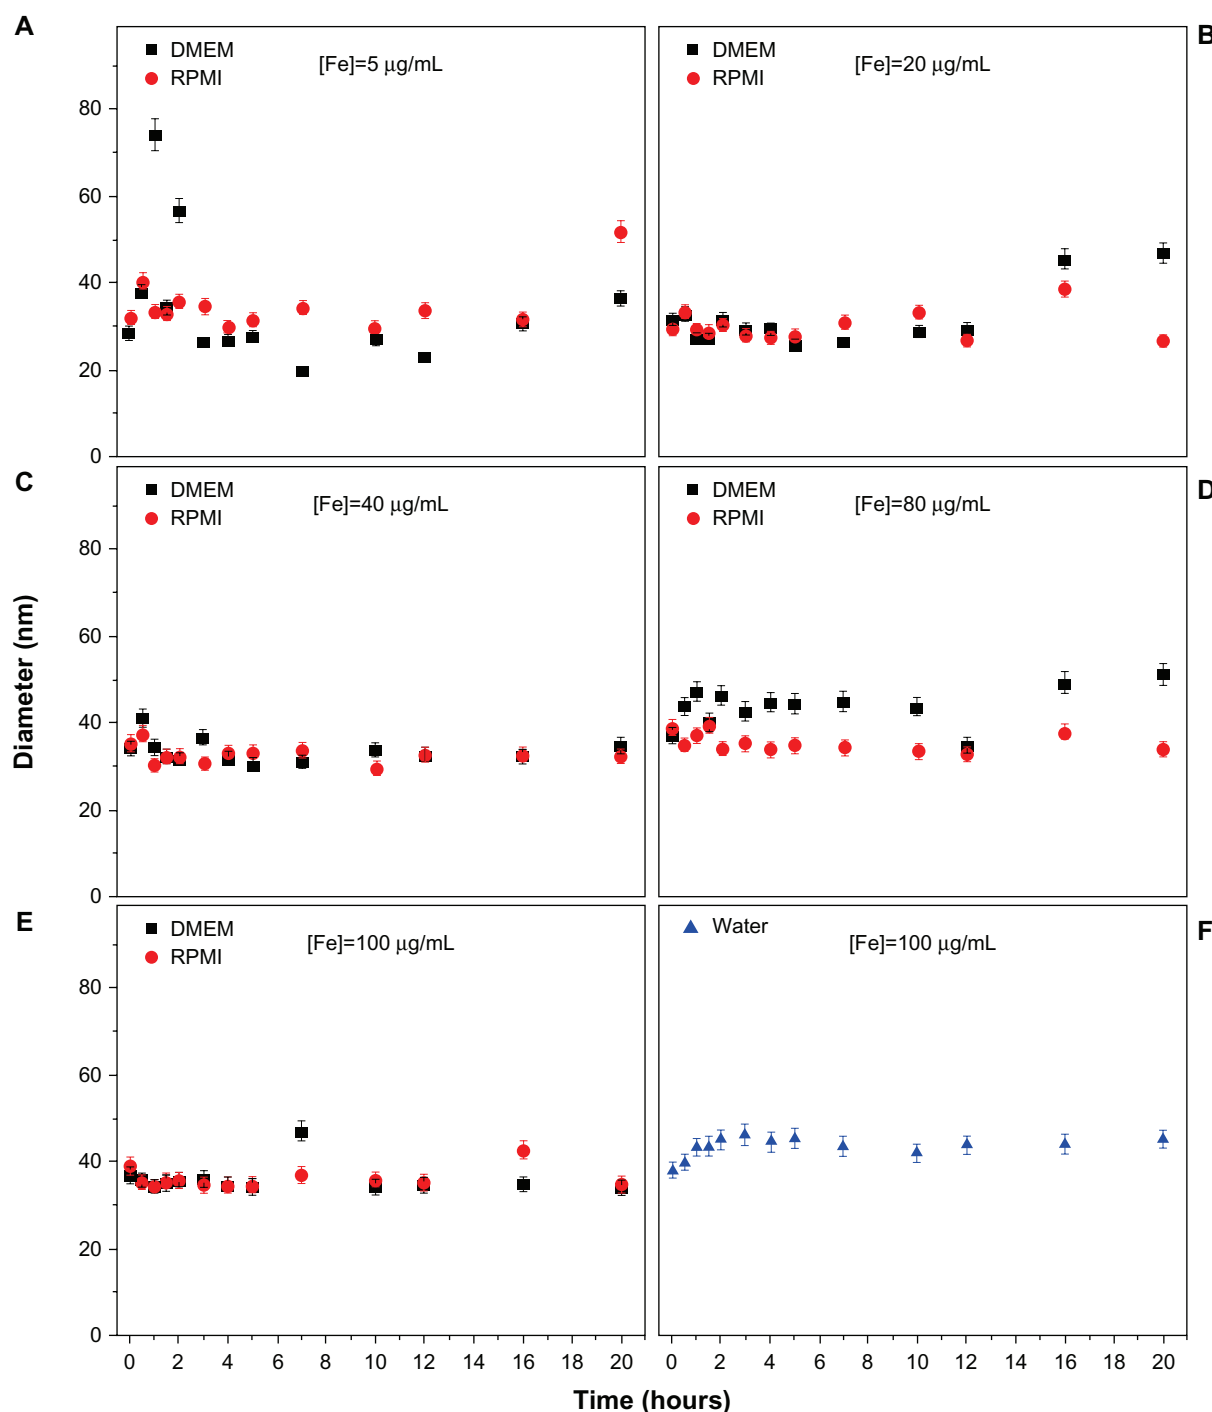 A
DMEM
RPMI
[Fe]=5 μg/mL
80
60
40
20
0
B
DMEM
RPMI
[Fe]=20 μg/mL
C
DMEM
RPMI
[Fe]=40 μg/mL
80
60
40
20
0
D
DMEM
RPMI
[Fe]=80 μg/mL
Diameter (nm)
E
DMEM
RPMI
[Fe]=100 μg/mL
80
60
40
20
0
0 2 4 6 8 10 12 14 16 18 20
F
Water
[Fe]=100 μg/mL
0 2 4 6 8 10 12 14 16 18 20
Time (hours)